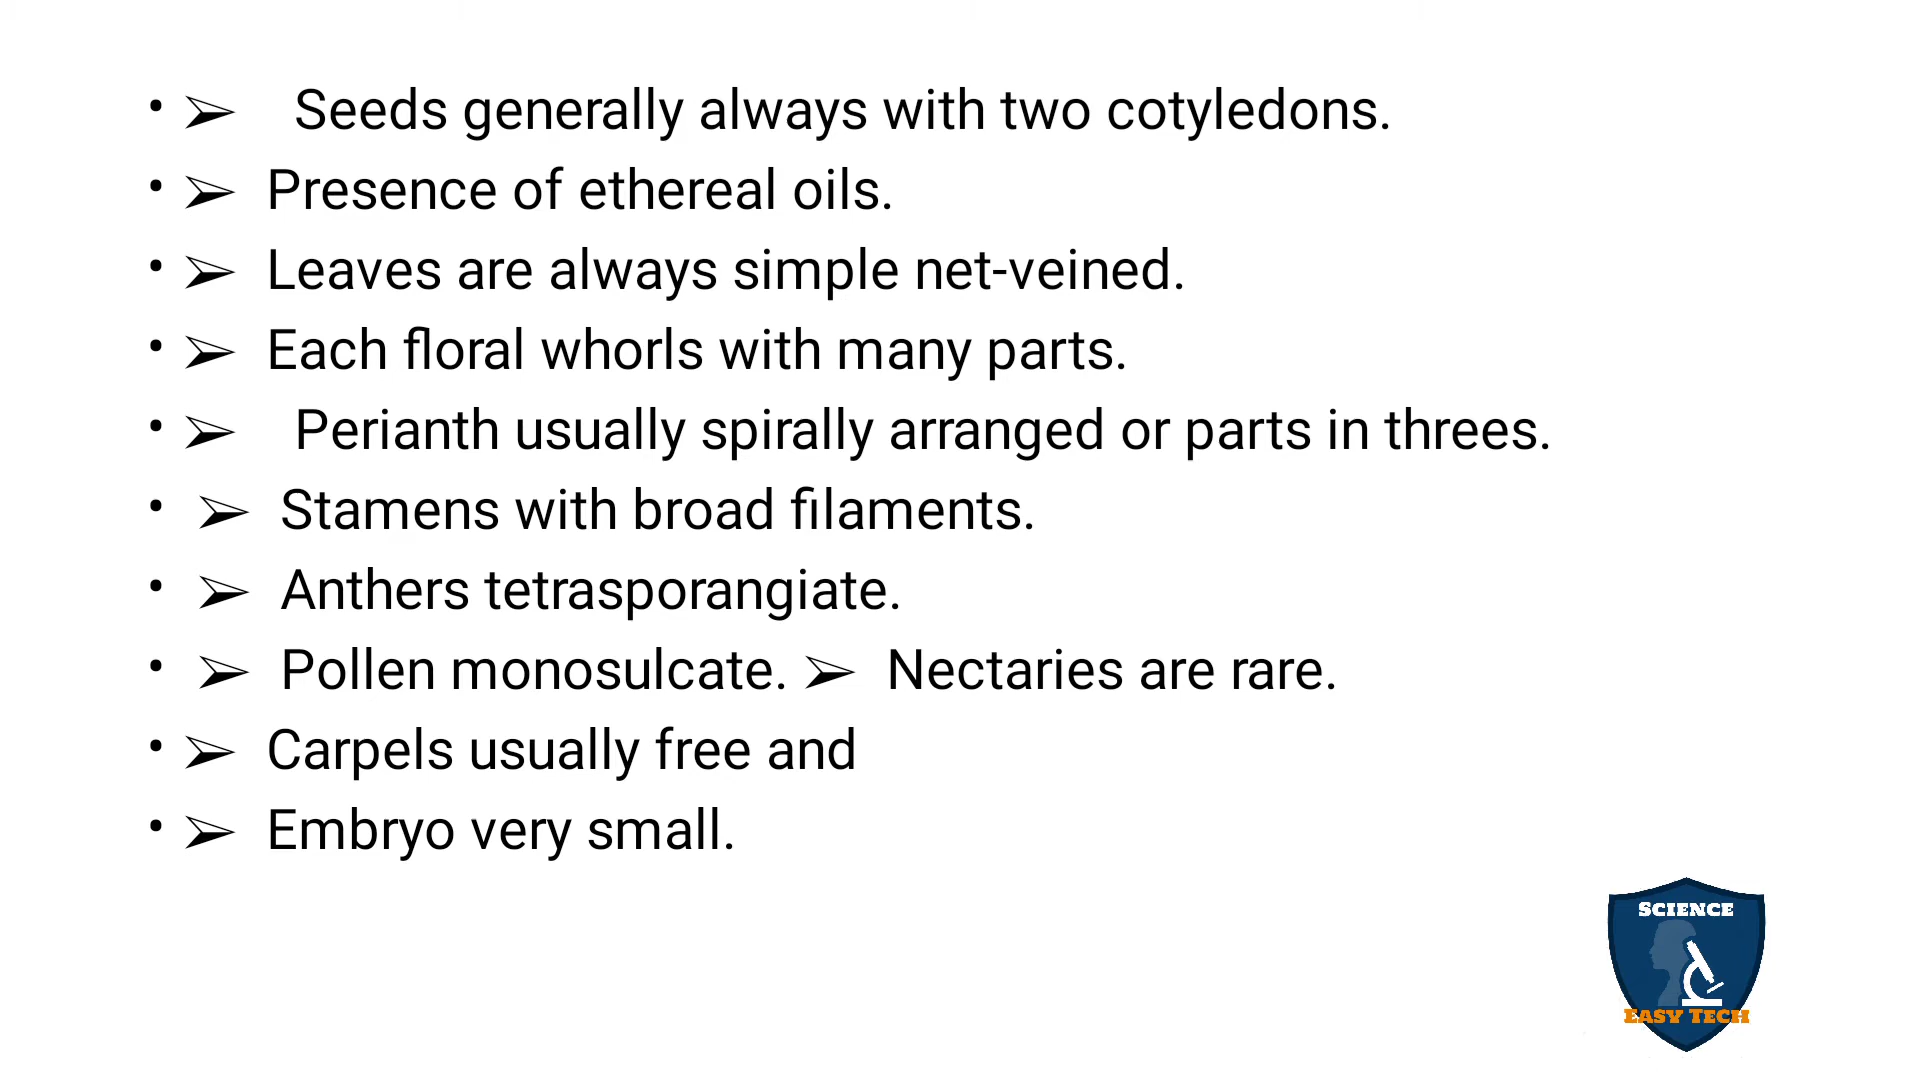 • ➢ Seeds generally always with two cotyledons.
• ➢ Presence of ethereal oils.
• ➢ Leaves are always simple net-veined.
• ➢ Each floral whorls with many parts.
• ➢ Perianth usually spirally arranged or parts in threes.
• ➢ Stamens with broad filaments.
• ➢ Anthers tetrasporangiate.
• ➢ Pollen monosulcate. ➢ Nectaries are rare.
• ➢ Carpels usually free and
• ➢ Embryo very small.
SCIENCE
EASY TECH